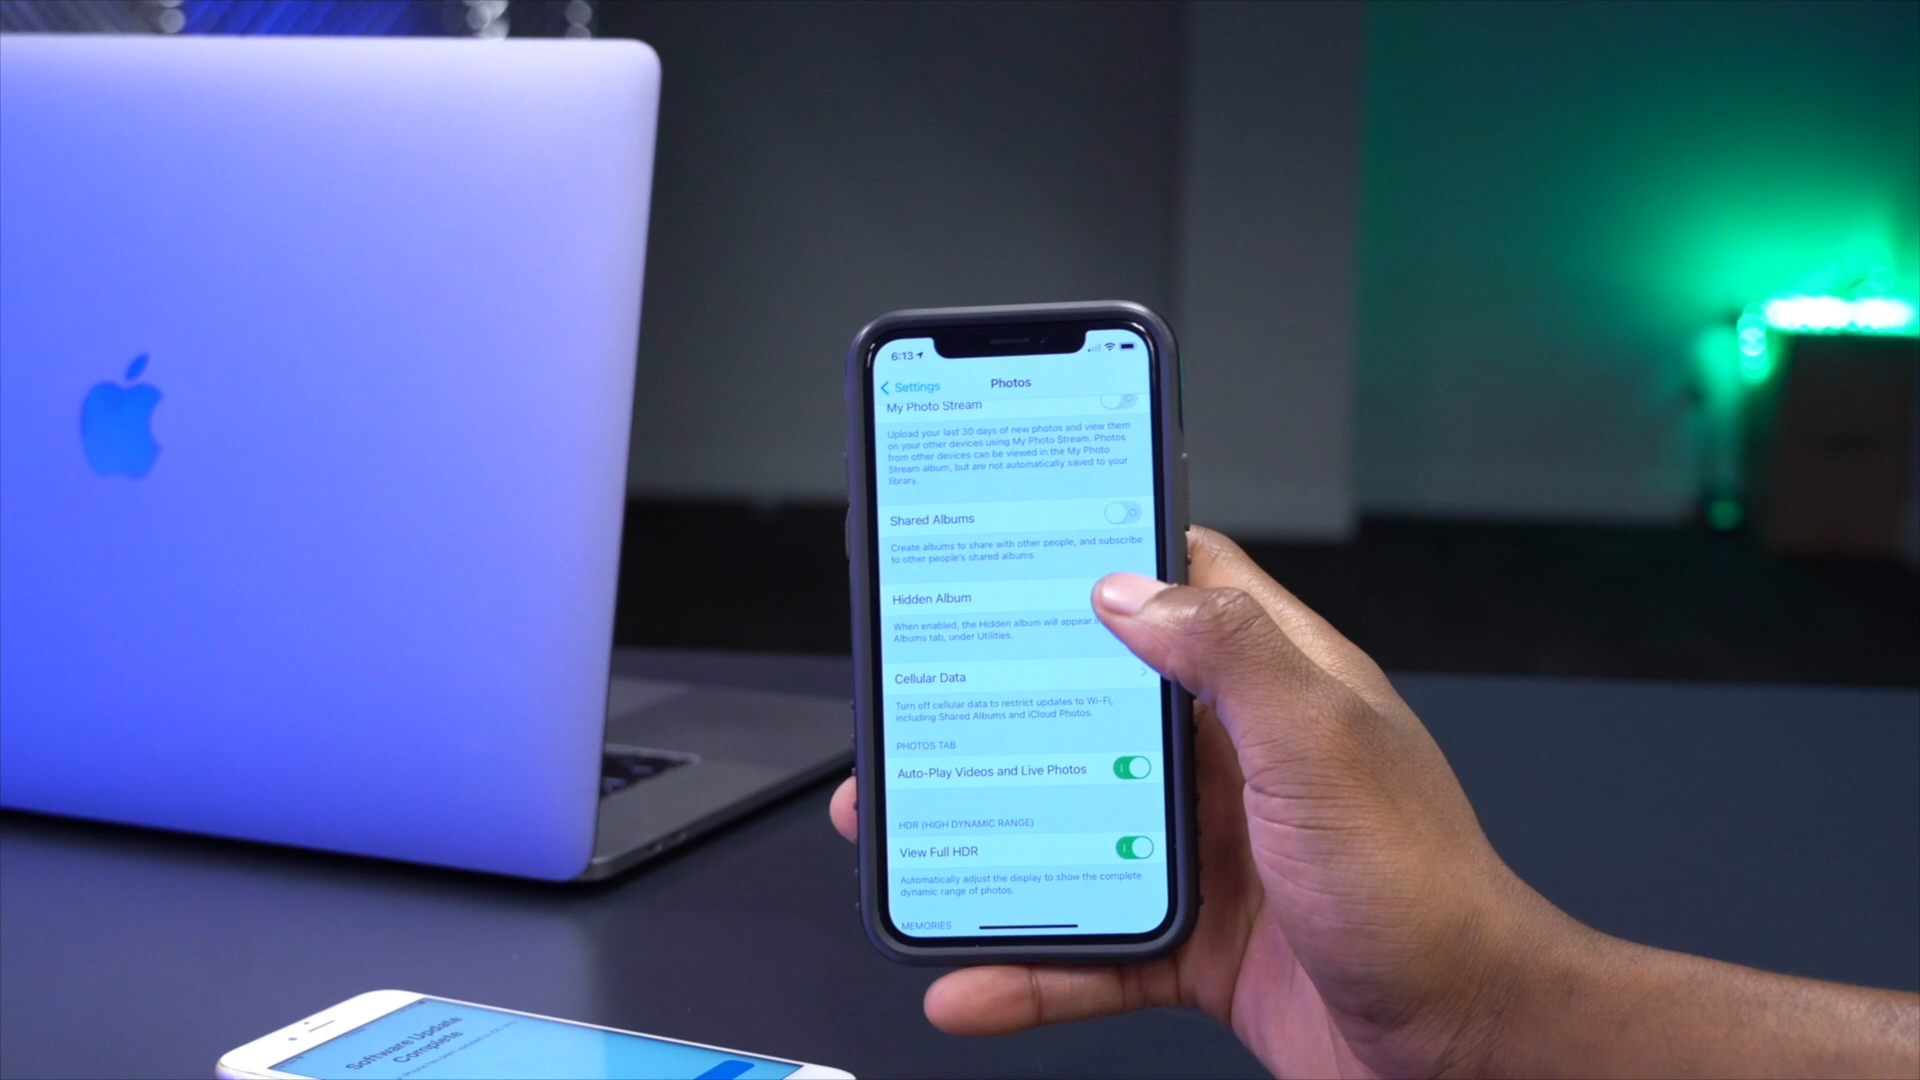 6:13
Settings
Photos
My Photo Stream
Upload your last 30 days of new photos and view them
on your other devices using My Photo Stream. Photos
from other devices can be viewed in the My Photo
Stream album, but are not automatically saved to your
library.
Shared Albums
Create albums to share with other people, and subscribe
to other people's shared albums.
Hidden Album
When enabled, the Hidden album will appear
Albums tab, under Utilities.
Cellular Data
Turn off cellular data to restrict updates to Wi-Fi,
including Shared Albums and iCloud Photos.
PHOTOS TAB
Auto-Play Videos and Live Photos
HDR (HIGH DYNAMIC RANGE)
View Full HDR
Automatically adjust the display to show the complete
dynamic range of photos.
MEMORIES
Software Update
Complete